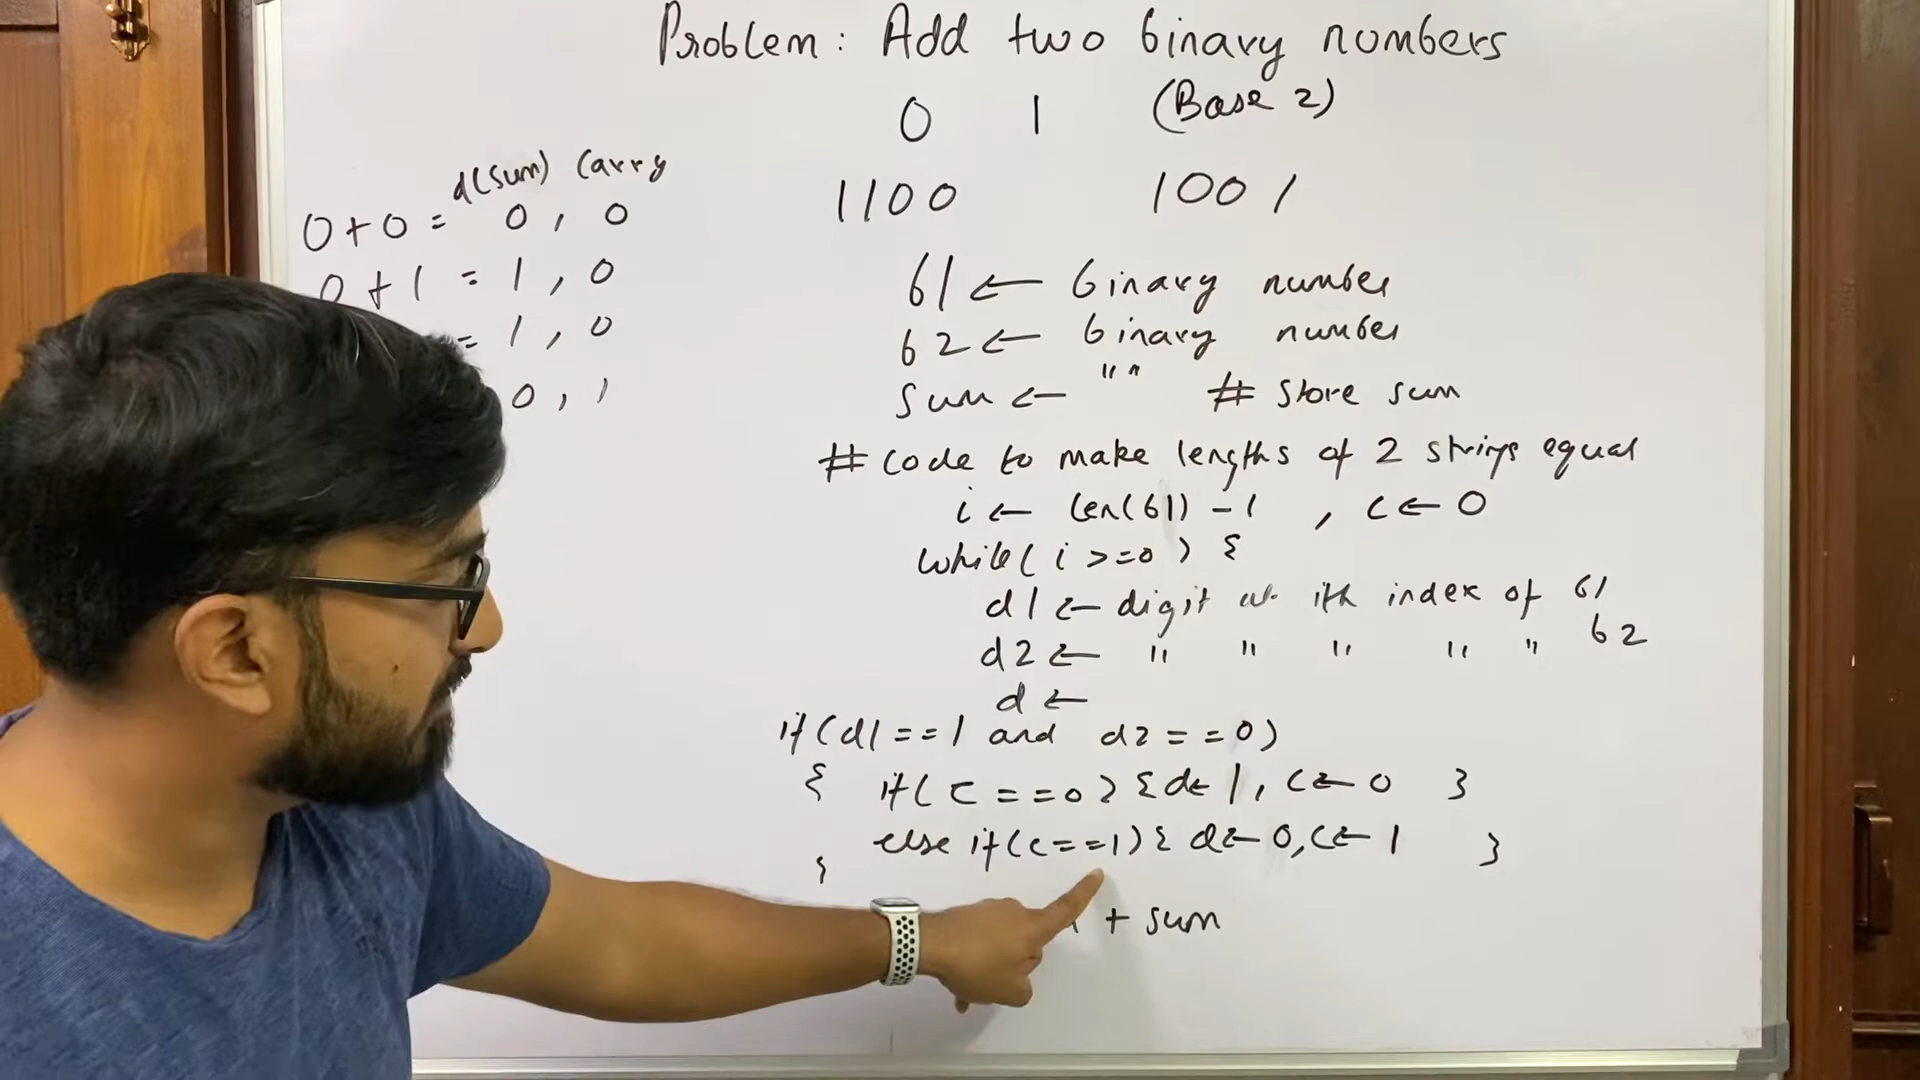 Problem: Add two binary numbers
0 1 (Base 2)
1100 1001
d(sum) Carry
0+0 = 0, 0
0+1 = 1, 0
= 1, 0
0, 1
b1 ← binary number
b2 ← binary number
sum ← "" # Store sum
# Code to make lengths of 2 strings equal
i ← len(b1) - 1 , c ← 0
while(i >=0) {
d1 ← digit at ith index of b1
d2 ← " " " " " b2
d ←
if(d1 == 1 and d2 == 0)
{ if(c == 0) {d← 1, c ← 0 }
else if(c==1) { d ← 0, c ← 1 }
}
+ sum